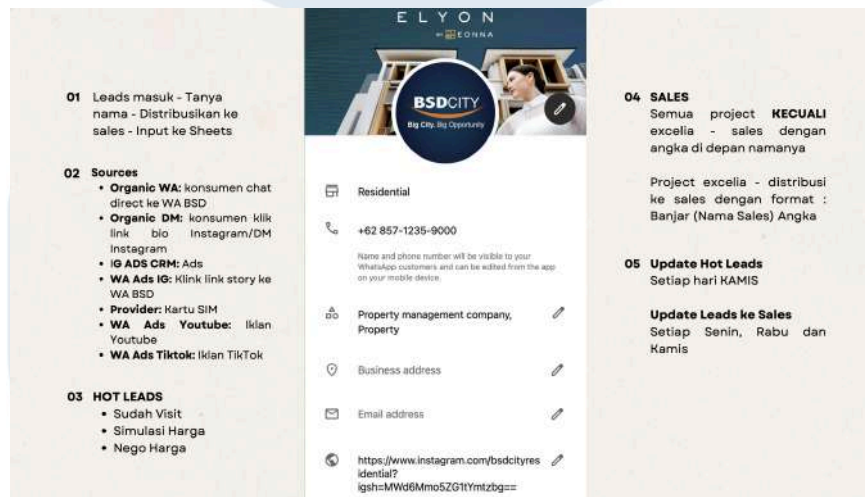 01 Leads masuk - Tanya
nama - Distribusikan ke
sales - Input ke Sheets
02 Sources
• Organic WA: konsumen chat
direct ke WA BSD
• Organic DM: konsumen klik
link bio Instagram/DM
Instagram
• IG ADS CRM: Ads
• WA Ads IG: Klink link story ke
WA BSD
• Provider: Kartu SIM
• WA Ads Youtube: Iklan
Youtube
• WA Ads Tiktok: Iklan TikTok
03 HOT LEADS
• Sudah Visit
• Simulasi Harga
• Nego Harga
ELYON
BY EONNA
BSDCITY
Big City, Big Opportunity
Residential
+62 857-1235-9000
Name and phone number will be visible to your
WhatsApp customers and can be edited from the app
on your mobile device.
Property management company,
Property
Business address
Email address
https://www.instagram.com/bsdcityres
idential?
igsh=MWd6Mmo5ZG1tYmtzbg==
04 SALES
Semua project KECUALI
excelia - sales dengan
angka di depan namanya
Project excelia - distribusi
ke sales dengan format :
Banjar (Nama Sales) Angka
05 Update Hot Leads
Setiap hari KAMIS
Update Leads ke Sales
Setiap Senin, Rabu dan
Kamis